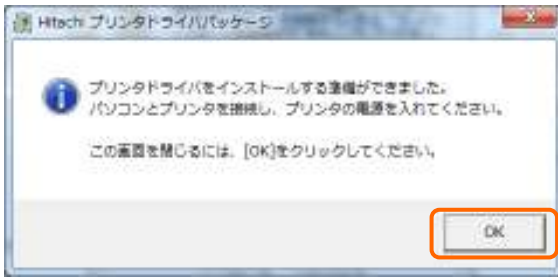 Hitachi プリンタドライバパッケージ
プリンタドライバをインストールする準備ができました。
パソコンとプリンタを接続し、プリンタの電源を入れてください。
この画面を閉じるには、[OK]をクリックしてください。
OK